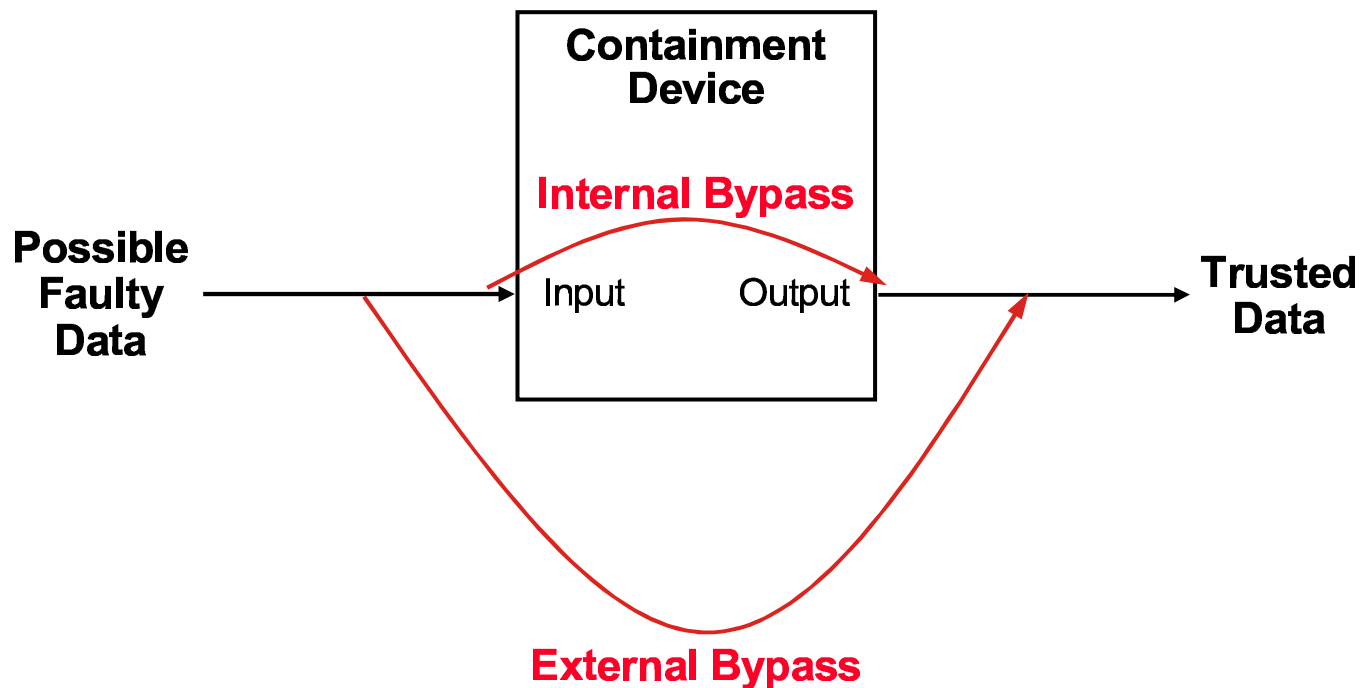 Containment
Device
Internal Bypass
Possible
Faulty
Data
Input
Output
Trusted
Data
External Bypass